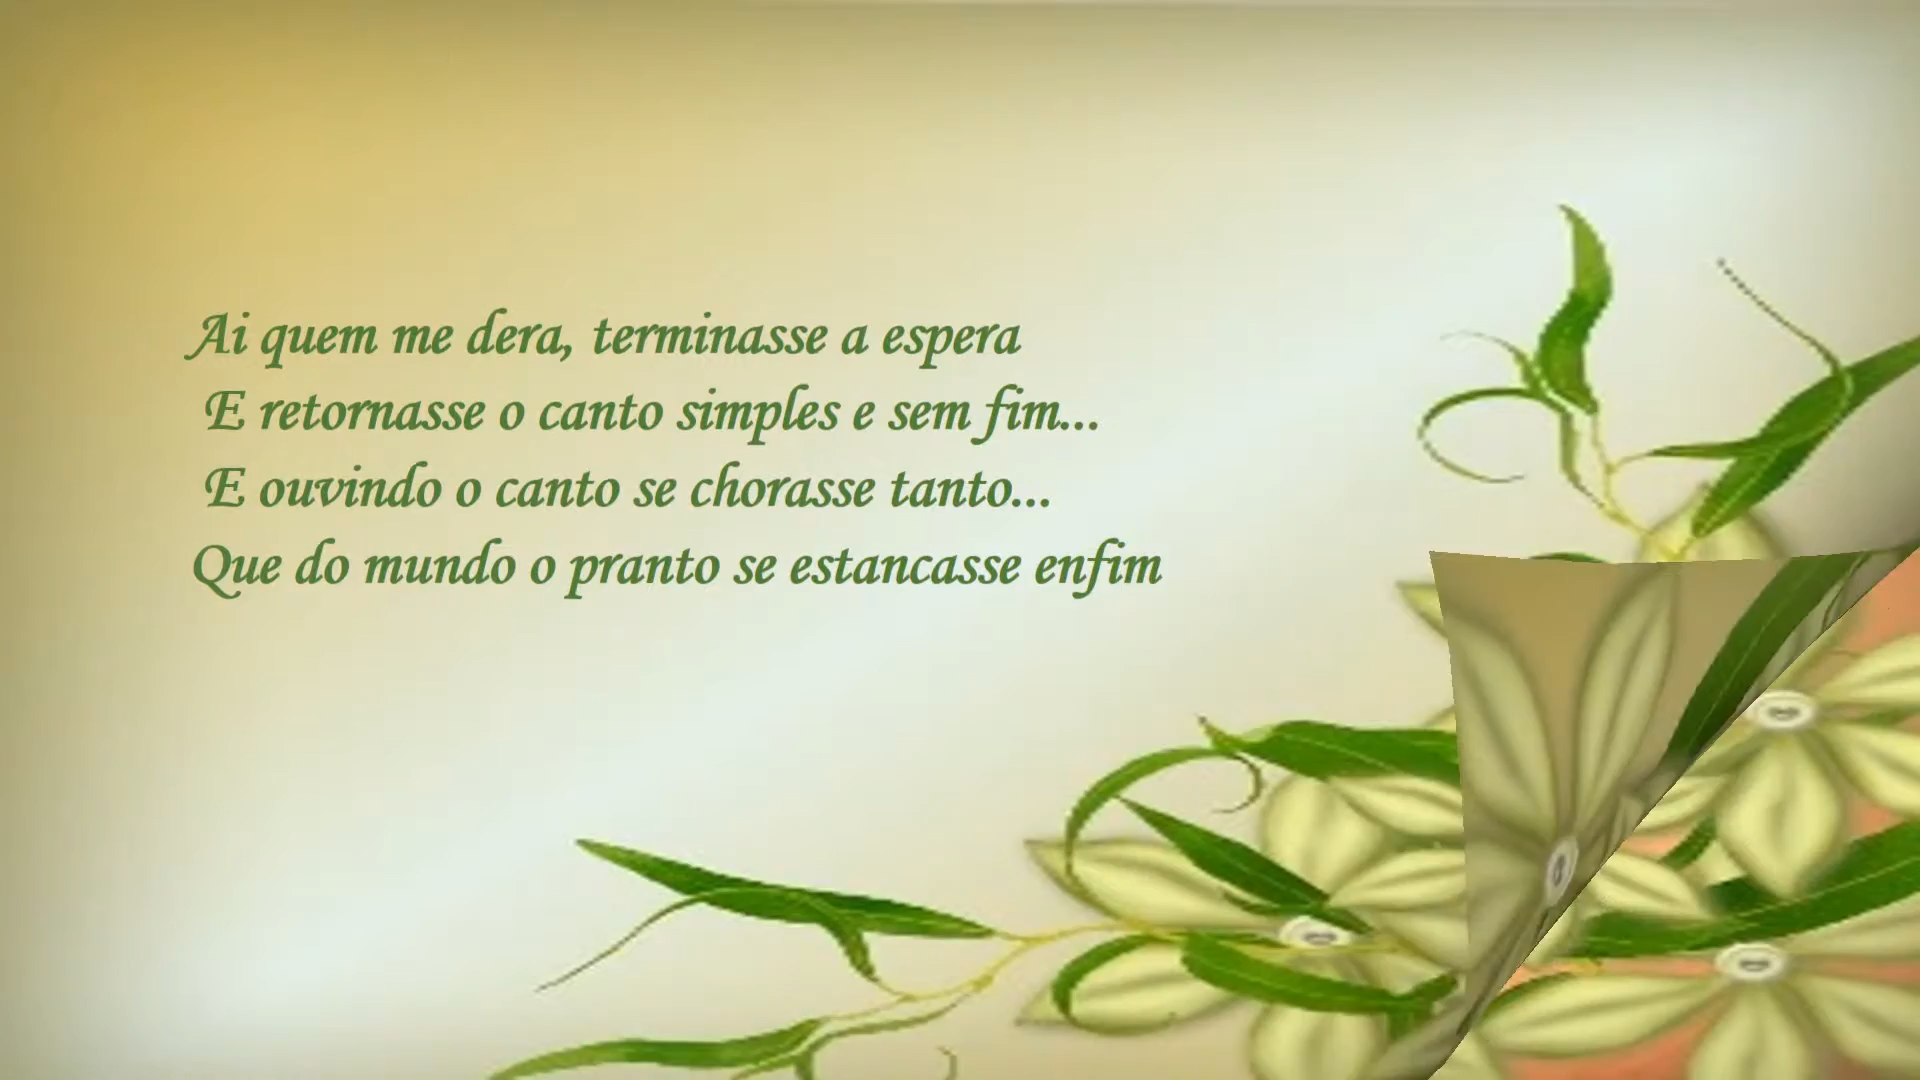 Ai quem me dera, terminasse a espera
E retornasse o canto simples e sem fim...
E ouvindo o canto se chorasse tanto...
Que do mundo o pranto se estancasse enfim